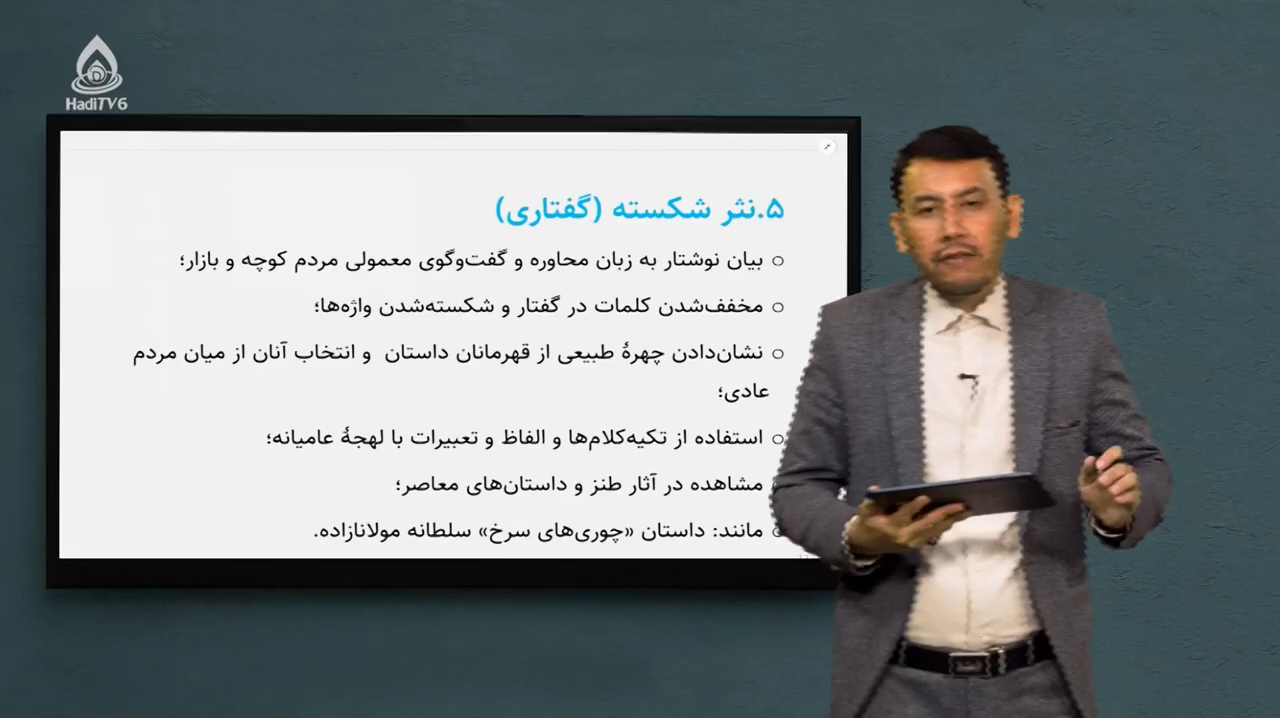 HadiTV6
۵.نثر شکسته (گفتاری)
بیان نوشتار به زبان محاوره و گفت‌وگوی معمولی مردم کوچه و بازار؛
مخفف‌شدن کلمات در گفتار و شکسته‌شدن واژه‌ها؛
نشان‌دادن چهرهٔ طبیعی از قهرمانان داستان و انتخاب آنان از میان مردم
عادی؛
استفاده از تکیه‌کلام‌ها و الفاظ و تعبیرات با لهجهٔ عامیانه؛
مشاهده در آثار طنز و داستان‌های معاصر؛
مانند: داستان «چوری‌های سرخ» سلطانه مولانازاده.